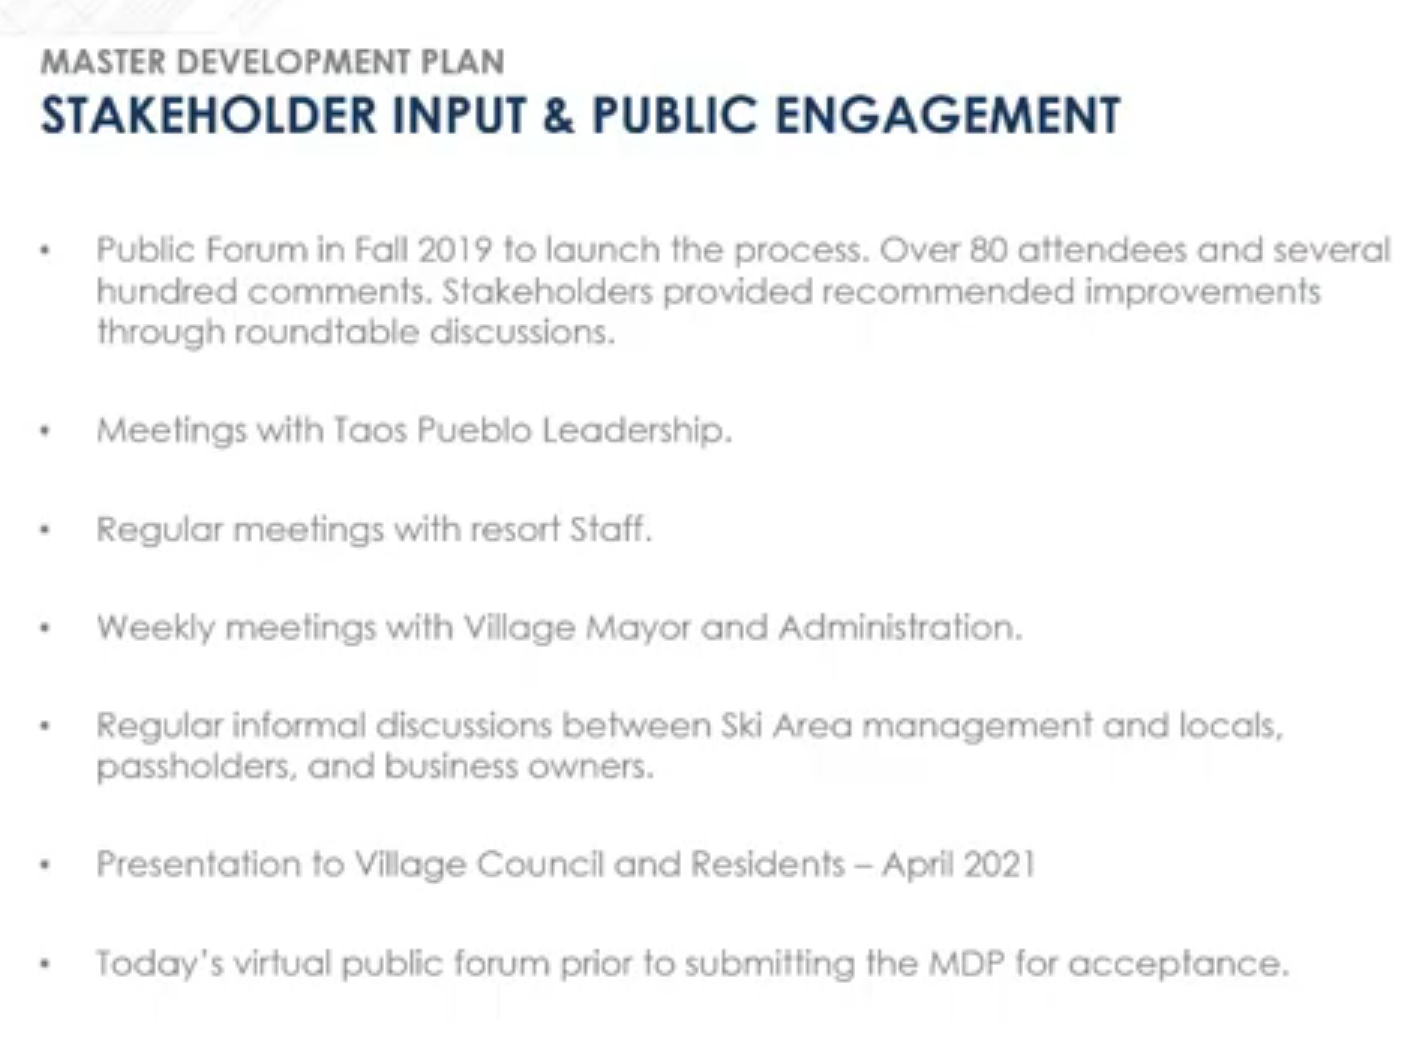 MASTER DEVELOPMENT PLAN
STAKEHOLDER INPUT & PUBLIC ENGAGEMENT
• Public Forum in Fall 2019 to launch the process. Over 80 attendees and several
hundred comments. Stakeholders provided recommended improvements
through roundtable discussions.
• Meetings with Taos Pueblo Leadership.
• Regular meetings with resort Staff.
• Weekly meetings with Village Mayor and Administration.
• Regular informal discussions between Ski Area management and locals,
passholders, and business owners.
• Presentation to Village Council and Residents – April 2021
• Today's virtual public forum prior to submitting the MDP for acceptance.